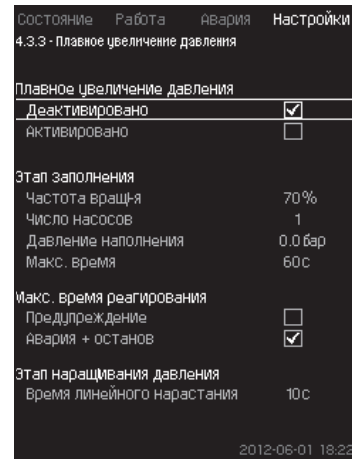 Состояние Работа Авария Настройки
4.3.3 - Плавное увеличение давления
Плавное увеличение давления
Деактивировано
Активировано
Этап заполнения
Частота вращ-я 70%
Число насосов 1
Давление наполнения 0.0 бар
Макс. время 60с
Макс. время реагирования
Предупреждение
Авария + останов
Этап наращивания давления
Время линейного нарастания 10с
2012-06-01 18:22